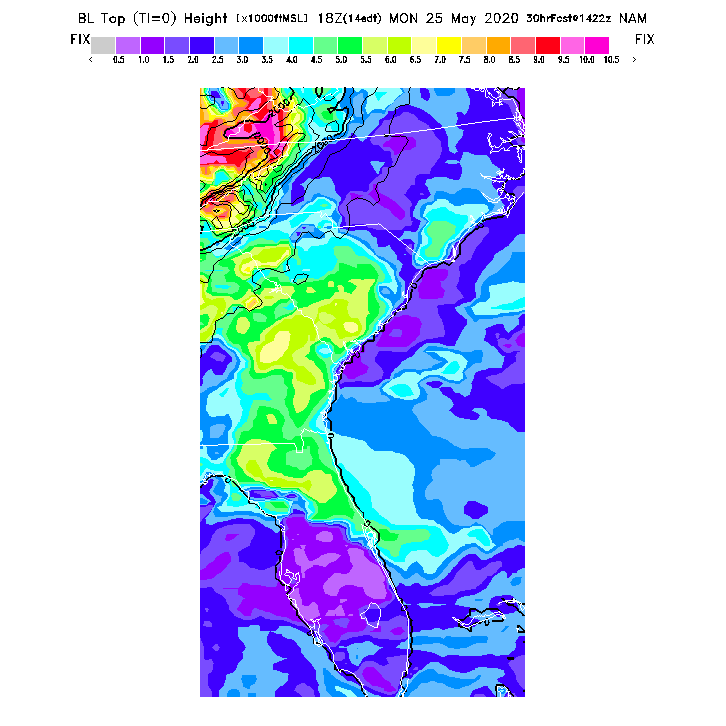 BL Top (TI=0) Height [x1000ftMSL] 18Z(14edt) MON 25 May 2020 30hrFcst@1422z NAM
FIX FIX
< 0.5 1.0 1.5 2.0 2.5 3.0 3.5 4.0 4.5 5.0 5.5 6.0 6.5 7.0 7.5 8.0 8.5 9.0 9.5 10.0 10.5 >